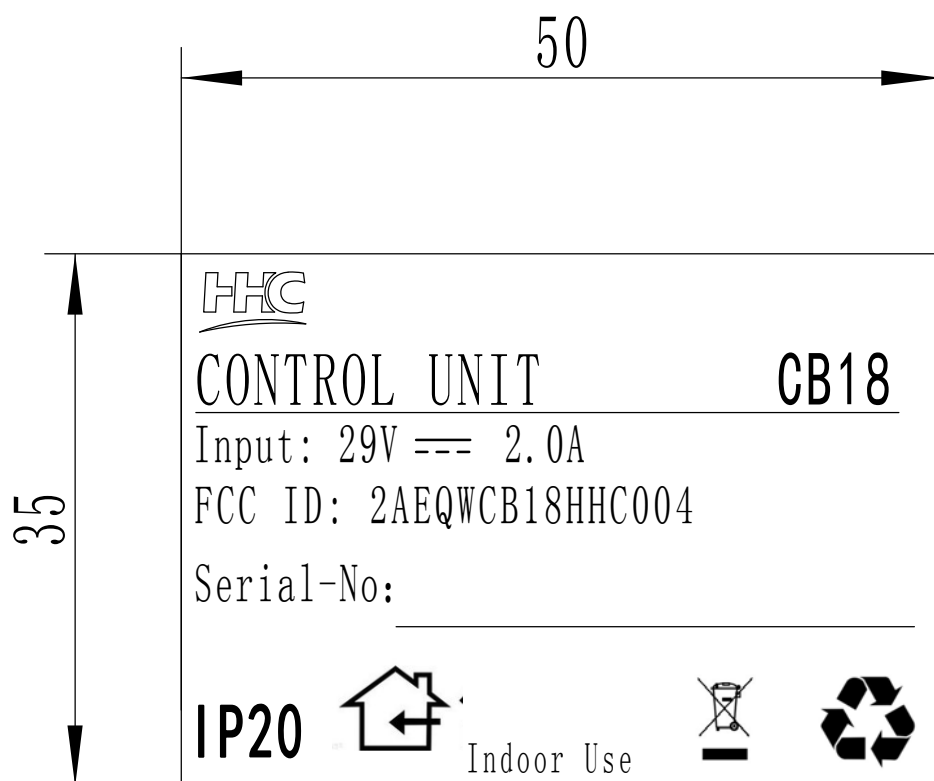 50
35
HHC
CONTROL UNIT CB18
Input: 29V ⎓ 2.0A
FCC ID: 2AEQWCB18HHC004
Serial-No:
IP20 Indoor Use